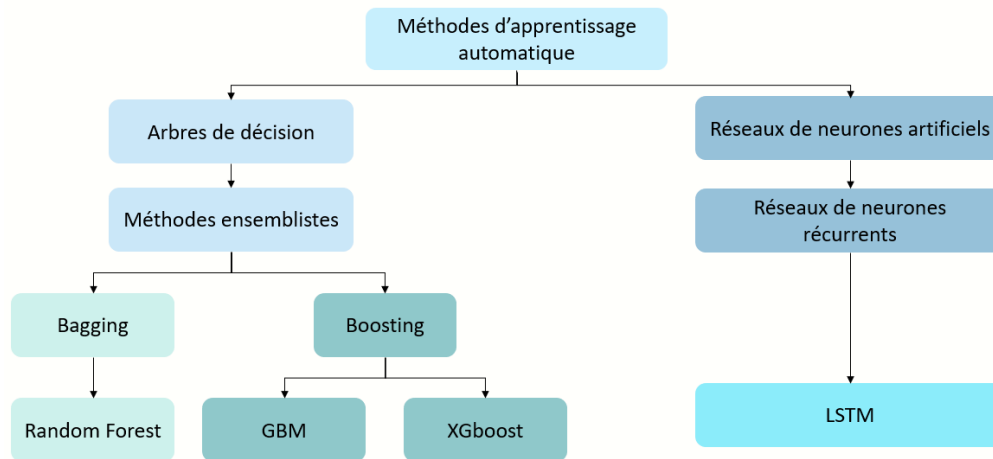 Méthodes d’apprentissage
automatique
Arbres de décision
Réseaux de neurones artificiels
Méthodes ensemblistes
Réseaux de neurones
récurrents
Bagging
Boosting
Random Forest
GBM
XGboost
LSTM